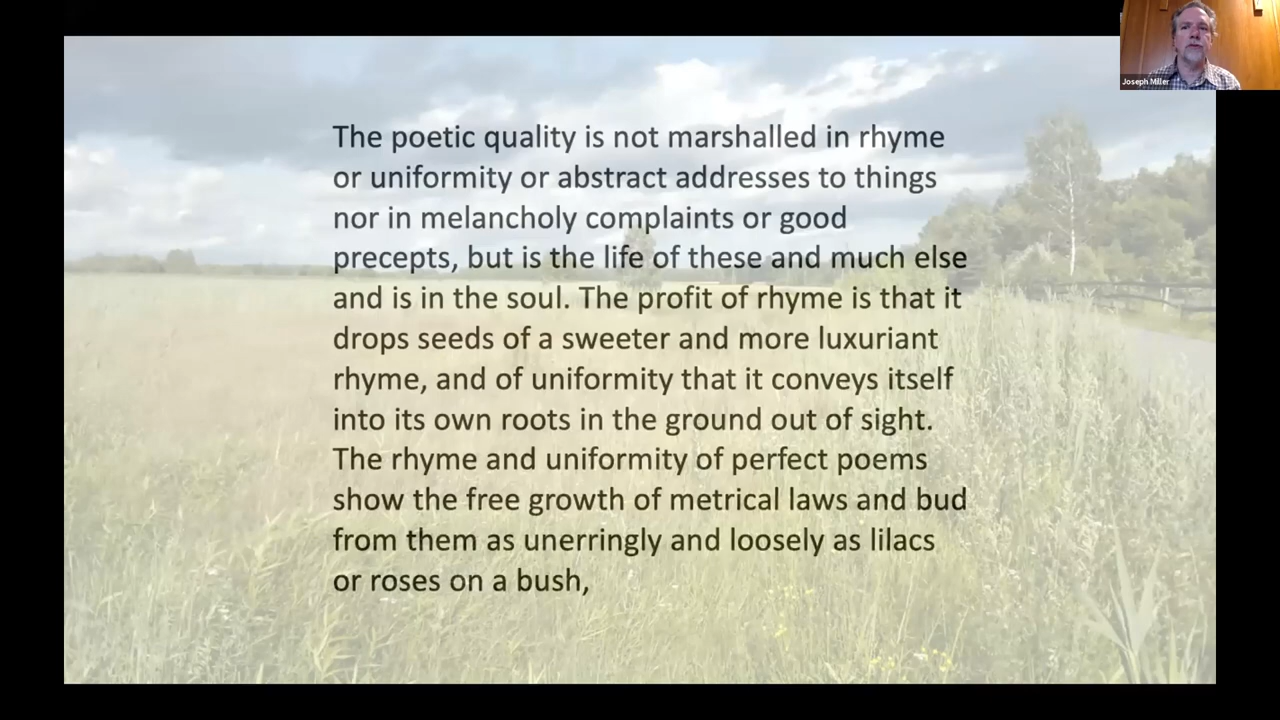 Joseph Miller
The poetic quality is not marshalled in rhyme
or uniformity or abstract addresses to things
nor in melancholy complaints or good
precepts, but is the life of these and much else
and is in the soul. The profit of rhyme is that it
drops seeds of a sweeter and more luxuriant
rhyme, and of uniformity that it conveys itself
into its own roots in the ground out of sight.
The rhyme and uniformity of perfect poems
show the free growth of metrical laws and bud
from them as unerringly and loosely as lilacs
or roses on a bush,